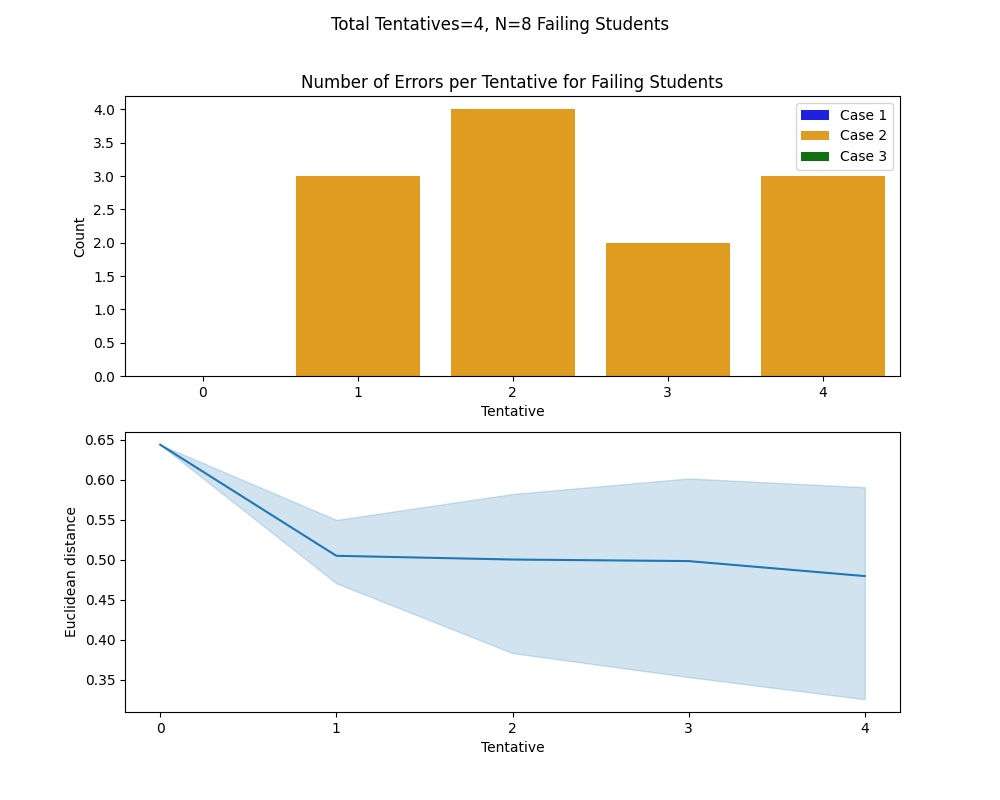 Total Tentatives=4, N=8 Failing Students
Number of Errors per Tentative for Failing Students
4.0
3.5
3.0
2.5
2.0
1.5
1.0
0.5
0.0
Count
Case 1
Case 2
Case 3
0 1 2 3 4
Tentative
0.65
0.60
0.55
0.50
0.45
0.40
0.35
Euclidean distance
0 1 2 3 4
Tentative